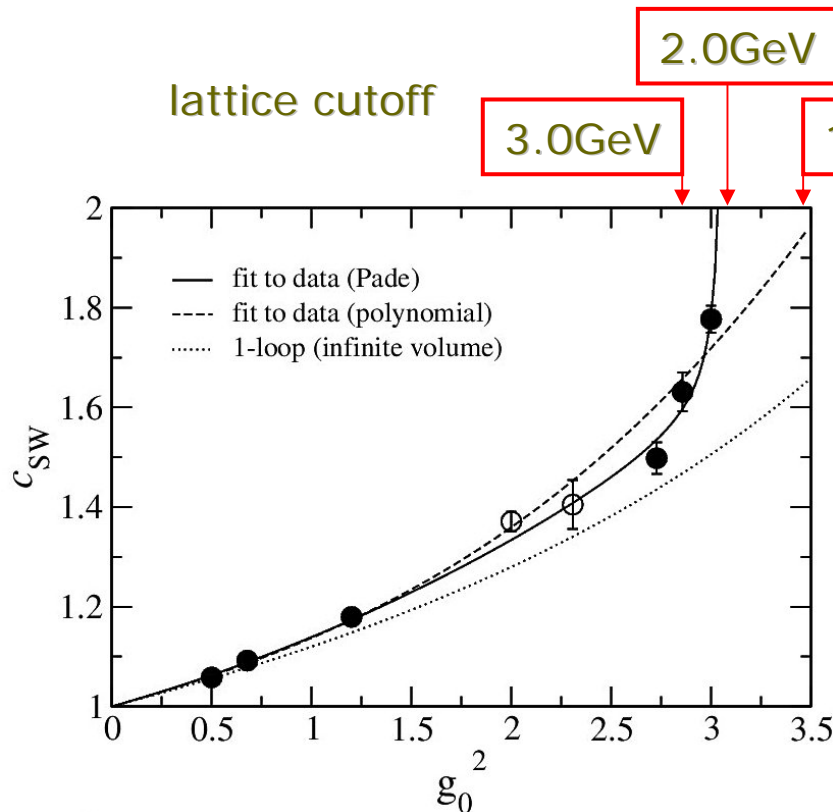 2.0GeV
lattice cutoff
3.0GeV
1
2
fit to data (Pade)
fit to data (polynomial)
1-loop (infinite volume)
1.8
1.6
1.4
1.2
1
c_SW
0 0.5 1 1.5 2 2.5 3 3.5
g_0^2